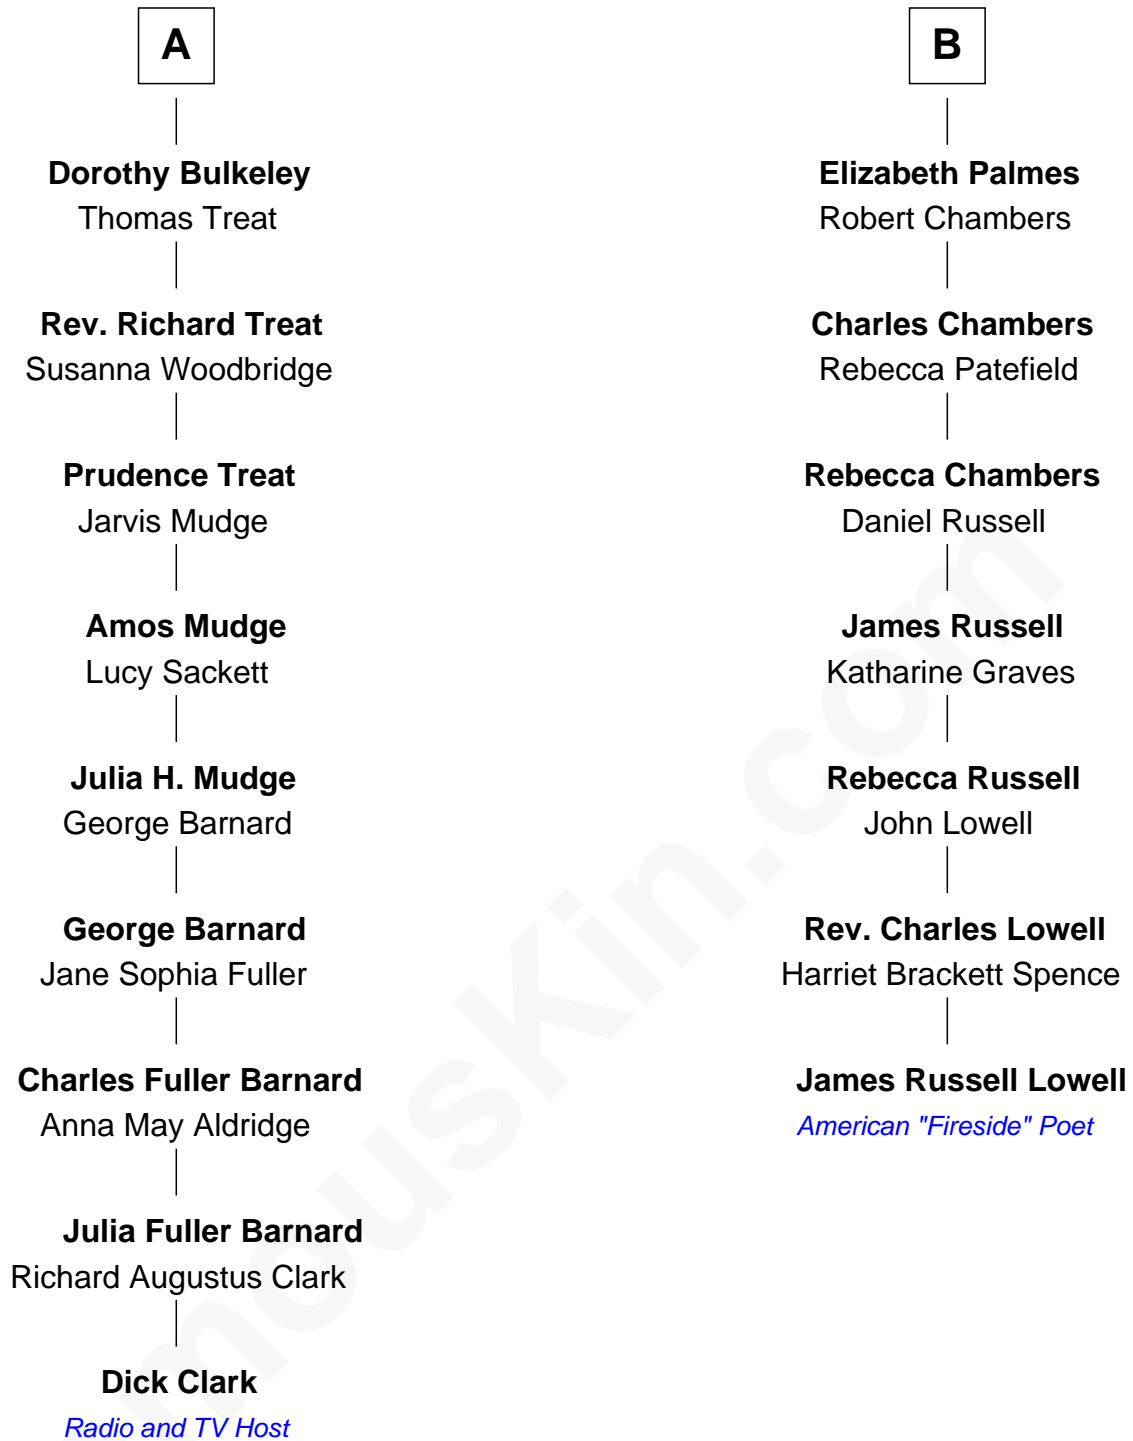 A
Dorothy Bulkeley
Thomas Treat
Rev. Richard Treat
Susanna Woodbridge
Prudence Treat
Jarvis Mudge
Amos Mudge
Lucy Sackett
Julia H. Mudge
George Barnard
George Barnard
Jane Sophia Fuller
Charles Fuller Barnard
Anna May Aldridge
Julia Fuller Barnard
Richard Augustus Clark
Dick Clark
Radio and TV Host
B
Elizabeth Palmes
Robert Chambers
Charles Chambers
Rebecca Patefield
Rebecca Chambers
Daniel Russell
James Russell
Katharine Graves
Rebecca Russell
John Lowell
Rev. Charles Lowell
Harriet Brackett Spence
James Russell Lowell
American "Fireside" Poet
mouskin.com